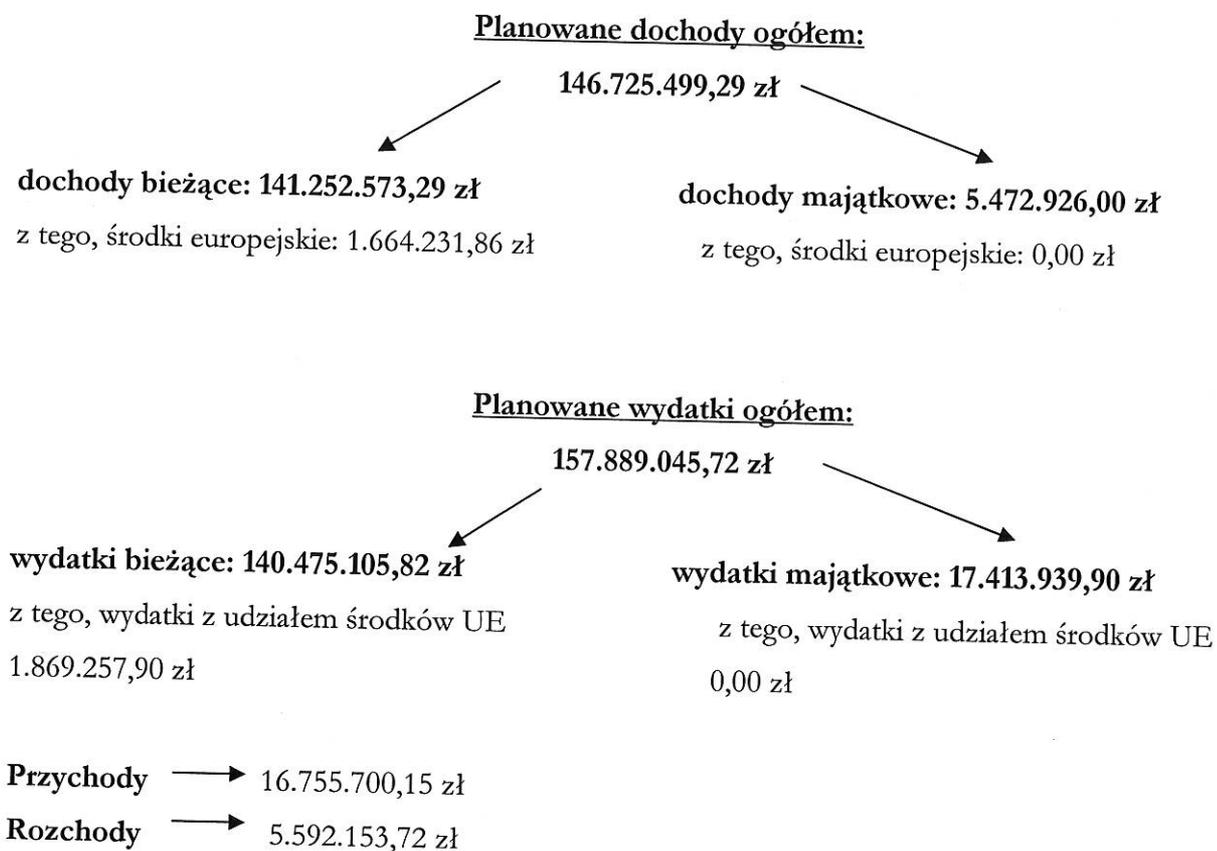 Planowane dochody ogółem:
146.725.499,29 zł
dochody bieżące: 141.252.573,29 zł
z tego, środki europejskie: 1.664.231,86 zł
dochody majątkowe: 5.472.926,00 zł
z tego, środki europejskie: 0,00 zł
Planowane wydatki ogółem:
157.889.045,72 zł
wydatki bieżące: 140.475.105,82 zł
z tego, wydatki z udziałem środków UE
1.869.257,90 zł
wydatki majątkowe: 17.413.939,90 zł
z tego, wydatki z udziałem środków UE
0,00 zł
Przychody 16.755.700,15 zł
Rozchody 5.592.153,72 zł